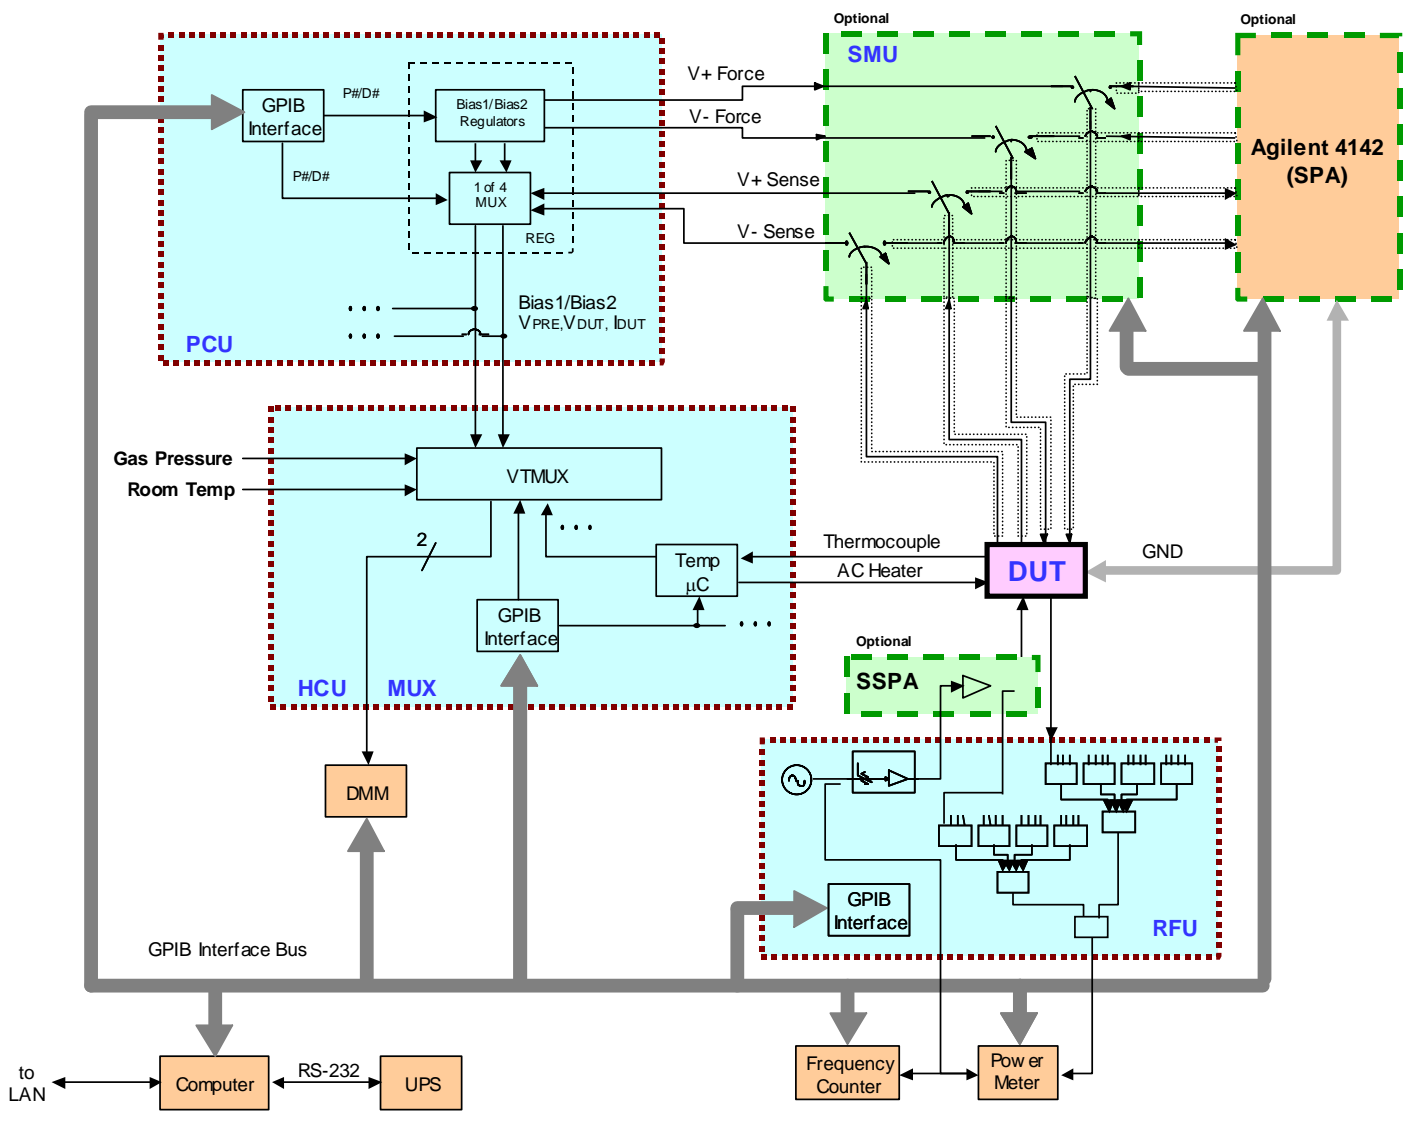 Optional
Optional
SMU
V+ Force
P#/D#
GPIB
Interface
Bias1/Bias2
Regulators
V- Force
Agilent 4142
(SPA)
P#/D#
1 of 4
MUX
V+ Sense
REG
V- Sense
Bias1/Bias2
VPRE,VDUT, IDUT
PCU
Gas Pressure
Room Temp
VTMUX
2
Thermocouple
AC Heater
Temp
µC
DUT
GND
GPIB
Interface
Optional
SSPA
HCU
MUX
DMM
GPIB
Interface
RFU
GPIB Interface Bus
to
LAN
Computer
RS-232
UPS
Frequency
Counter
Power
Meter